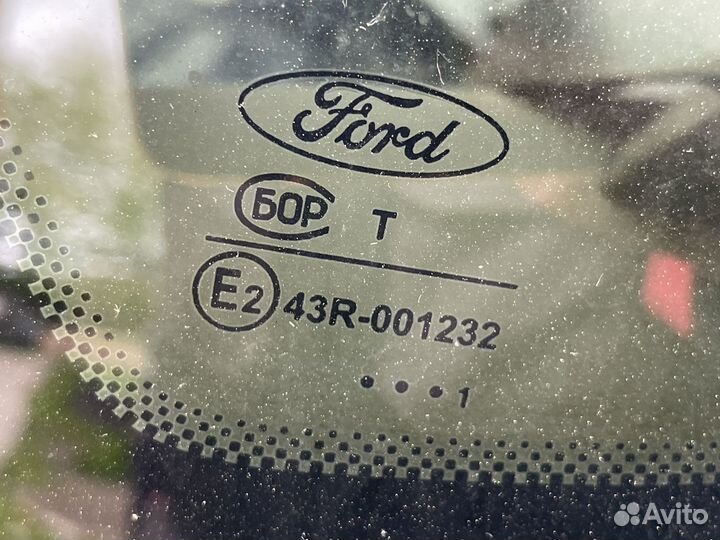 Ford
БОР T
E2 43R-001232
• • • 1
Avito